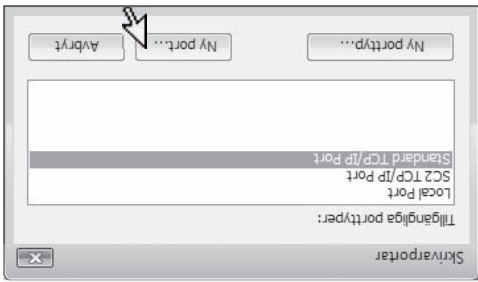 Skrivarportar
Tillgängliga porttyper:
Local Port
SC2 TCP/IP Port
Standard TCP/IP Port
Ny porttyp... Ny port... Avbryt